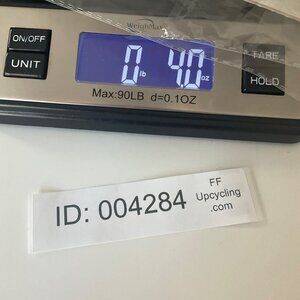 WeighMax
ON/OFF
UNIT
0 lb 4.0 oz
TARE
HOLD
Max:90LB d=0.1OZ
ID: 004284
FF
Upcycling
.com